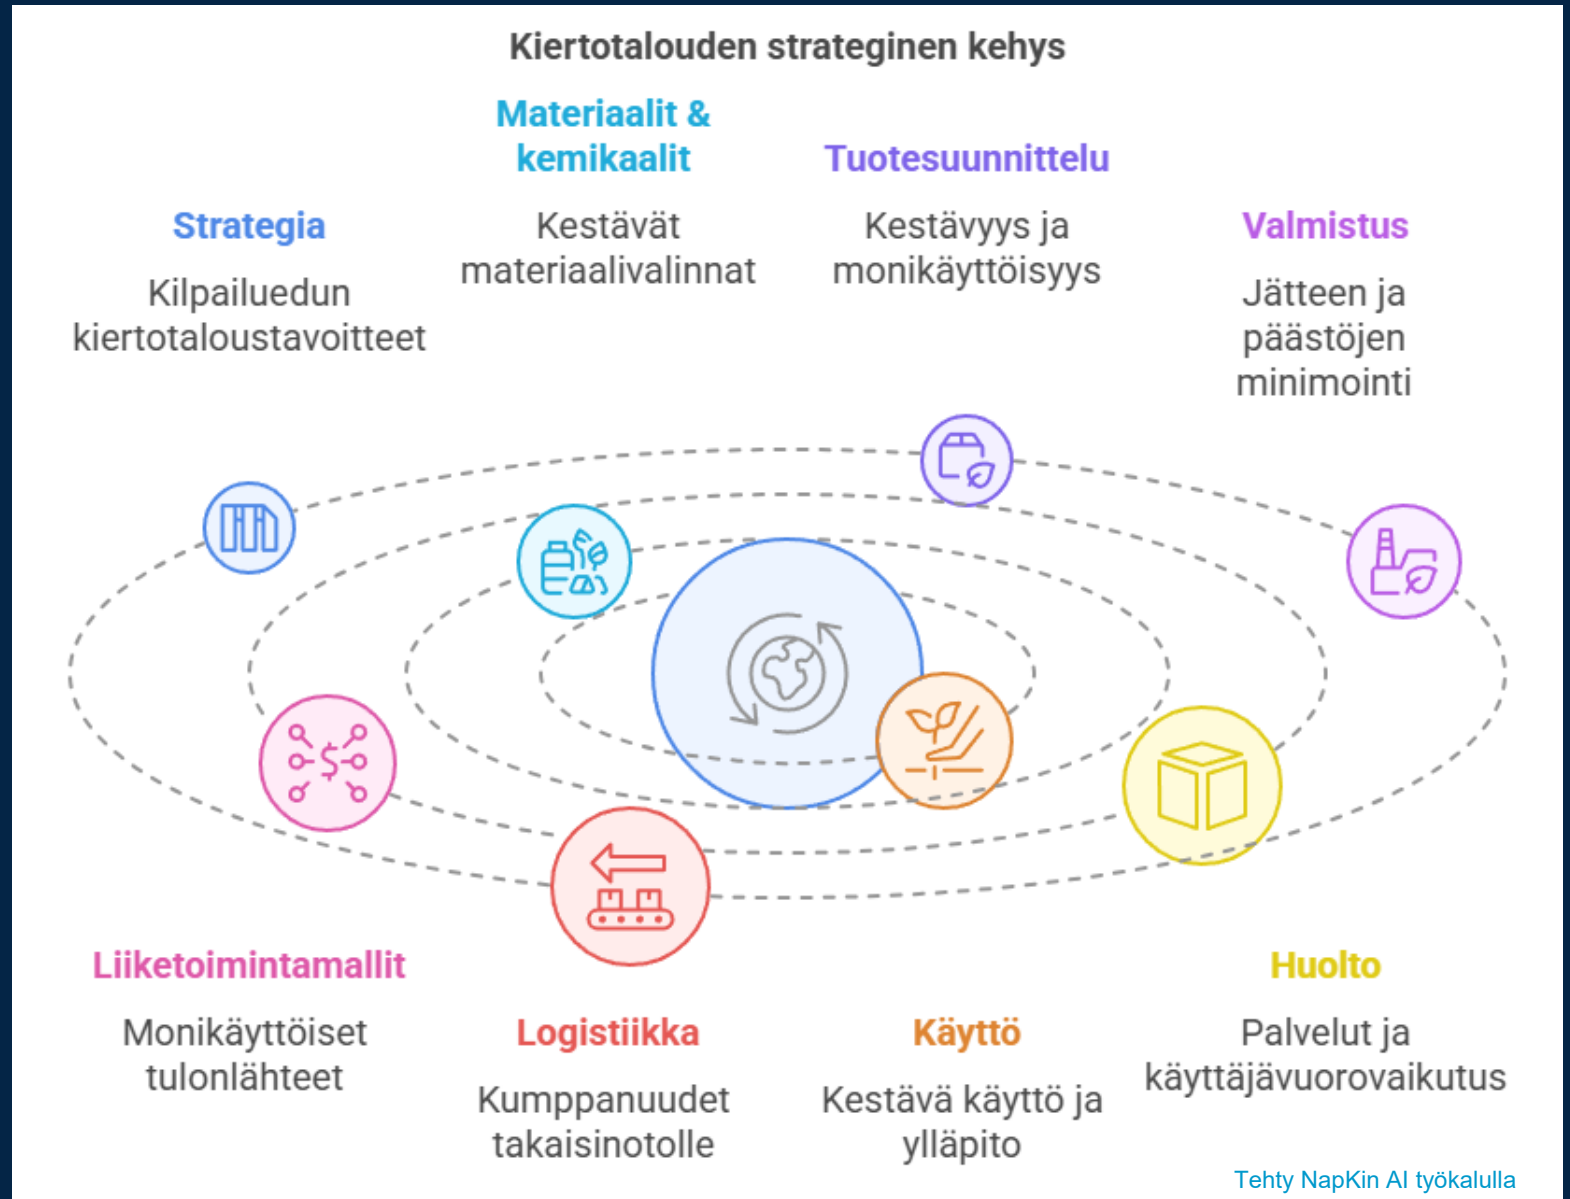 Kiertotalouden strateginen kehys
Materiaalit &
kemikaalit
Kestävät
materiaalivalinnat
Tuotesuunnittelu
Kestävyys ja
monikäyttöisyys
Strategia
Kilpailuedun
kiertotaloustavoitteet
Valmistus
Jätteen ja
päästöjen
minimointi
Liiketoimintamallit
Monikäyttöiset
tulonlähteet
Logistiikka
Kumppanuudet
takaisinotolle
Käyttö
Kestävä käyttö ja
ylläpito
Huolto
Palvelut ja
käyttäjävuorovaikutus
Tehty NapKin AI työkalulla